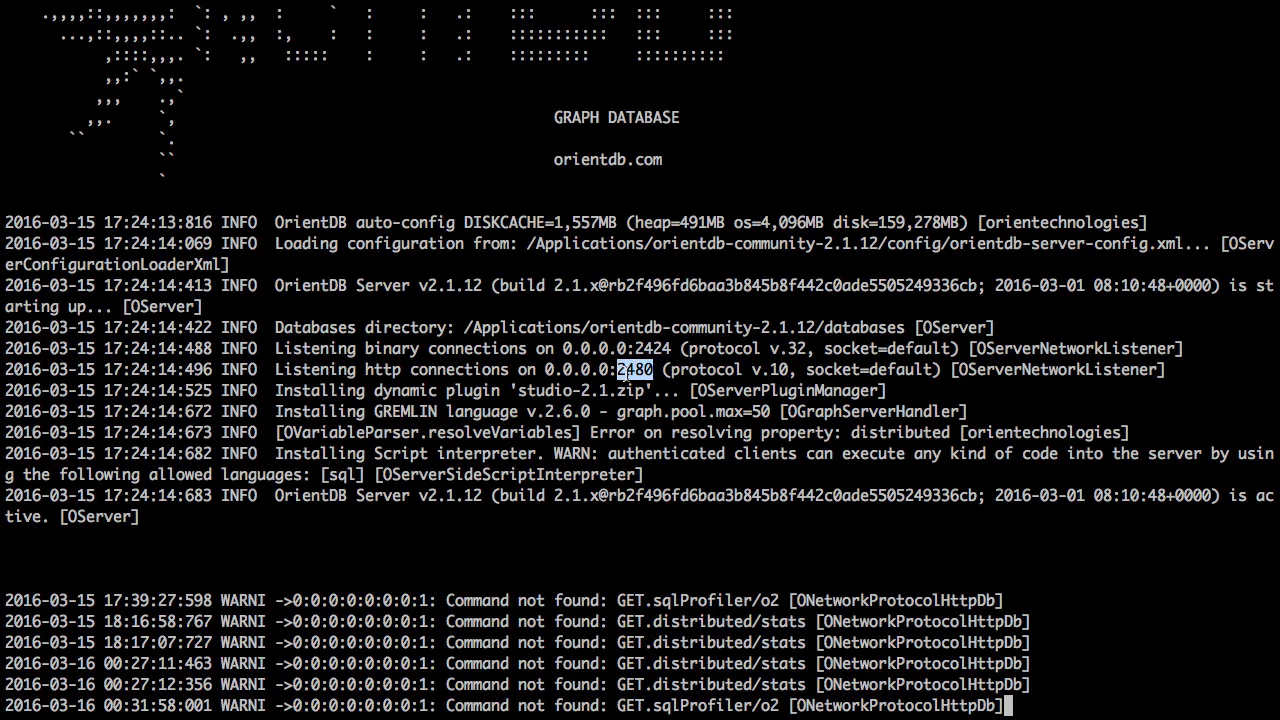 GRAPH DATABASE
orientdb.com
2016-03-15 17:24:13:816 INFO  OrientDB auto-config DISKCACHE=1,557MB (heap=491MB os=4,096MB disk=159,278MB) [orientechnologies]
2016-03-15 17:24:14:069 INFO  Loading configuration from: /Applications/orientdb-community-2.1.12/config/orientdb-server-config.xml... [OServ
erConfigurationLoaderXml]
2016-03-15 17:24:14:413 INFO  OrientDB Server v2.1.12 (build 2.1.x@rb2f496fd6baa3b845b8f442c0ade5505249336cb; 2016-03-01 08:10:48+0000) is st
arting up... [OServer]
2016-03-15 17:24:14:422 INFO  Databases directory: /Applications/orientdb-community-2.1.12/databases [OServer]
2016-03-15 17:24:14:488 INFO  Listening binary connections on 0.0.0.0:2424 (protocol v.32, socket=default) [OServerNetworkListener]
2016-03-15 17:24:14:496 INFO  Listening http connections on 0.0.0.0:2480 (protocol v.10, socket=default) [OServerNetworkListener]
2016-03-15 17:24:14:525 INFO  Installing dynamic plugin 'studio-2.1.zip'... [OServerPluginManager]
2016-03-15 17:24:14:672 INFO  Installing GREMLIN language v.2.6.0 - graph.pool.max=50 [OGraphServerHandler]
2016-03-15 17:24:14:673 INFO  [OVariableParser.resolveVariables] Error on resolving property: distributed [orientechnologies]
2016-03-15 17:24:14:682 INFO  Installing Script interpreter. WARN: authenticated clients can execute any kind of code into the server by usin
g the following allowed languages: [sql] [OServerSideScriptInterpreter]
2016-03-15 17:24:14:683 INFO  OrientDB Server v2.1.12 (build 2.1.x@rb2f496fd6baa3b845b8f442c0ade5505249336cb; 2016-03-01 08:10:48+0000) is ac
tive. [OServer]
2016-03-15 17:39:27:598 WARNI ->0:0:0:0:0:0:0:1: Command not found: GET.sqlProfiler/o2 [ONetworkProtocolHttpDb]
2016-03-15 18:16:58:767 WARNI ->0:0:0:0:0:0:0:1: Command not found: GET.distributed/stats [ONetworkProtocolHttpDb]
2016-03-15 18:17:07:727 WARNI ->0:0:0:0:0:0:0:1: Command not found: GET.distributed/stats [ONetworkProtocolHttpDb]
2016-03-16 00:27:11:463 WARNI ->0:0:0:0:0:0:0:1: Command not found: GET.distributed/stats [ONetworkProtocolHttpDb]
2016-03-16 00:27:12:356 WARNI ->0:0:0:0:0:0:0:1: Command not found: GET.distributed/stats [ONetworkProtocolHttpDb]
2016-03-16 00:31:58:001 WARNI ->0:0:0:0:0:0:0:1: Command not found: GET.sqlProfiler/o2 [ONetworkProtocolHttpDb]